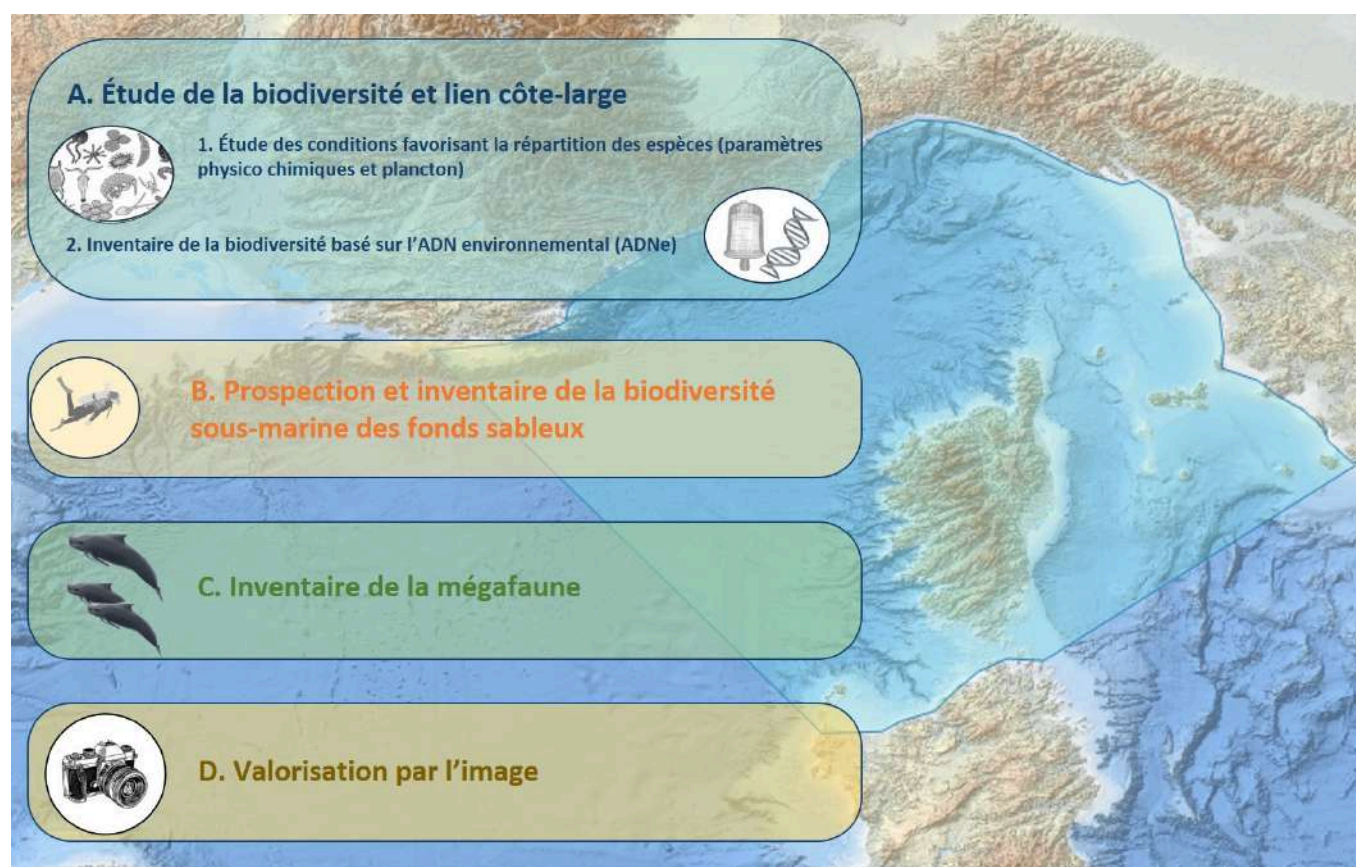 A. Étude de la biodiversité et lien côte-large
1. Étude des conditions favorisant la répartition des espèces (paramètres
physico chimiques et plancton)
2. Inventaire de la biodiversité basé sur l'ADN environnemental (ADNe)
B. Prospection et inventaire de la biodiversité
sous-marine des fonds sableux
C. Inventaire de la mégafaune
D. Valorisation par l'image